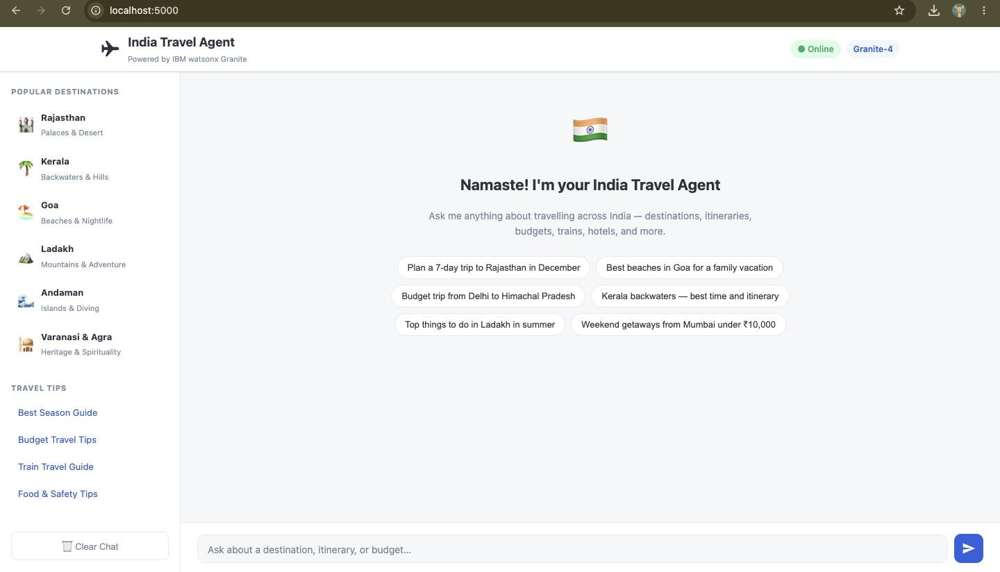 localhost:5000
India Travel Agent
Powered by IBM watsonx Granite
Online
Granite-4
POPULAR DESTINATIONS
Rajasthan
Palaces & Desert
Kerala
Backwaters & Hills
Goa
Beaches & Nightlife
Ladakh
Mountains & Adventure
Andaman
Islands & Diving
Varanasi & Agra
Heritage & Spirituality
TRAVEL TIPS
Best Season Guide
Budget Travel Tips
Train Travel Guide
Food & Safety Tips
Clear Chat
Namaste! I'm your India Travel Agent
Ask me anything about travelling across India — destinations, itineraries,
budgets, trains, hotels, and more.
Plan a 7-day trip to Rajasthan in December
Best beaches in Goa for a family vacation
Budget trip from Delhi to Himachal Pradesh
Kerala backwaters — best time and itinerary
Top things to do in Ladakh in summer
Weekend getaways from Mumbai under ₹10,000
Ask about a destination, itinerary, or budget...